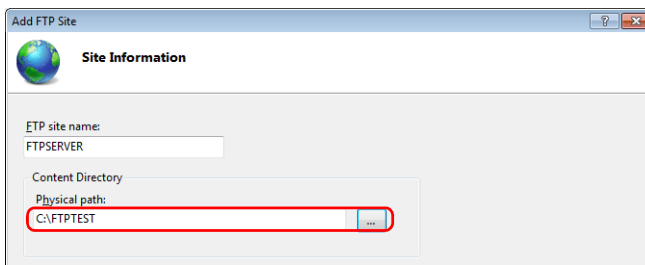 Add FTP Site
Site Information
FTP site name:
FTPSERVER
Content Directory
Physical path:
C:\FTPTEST
...